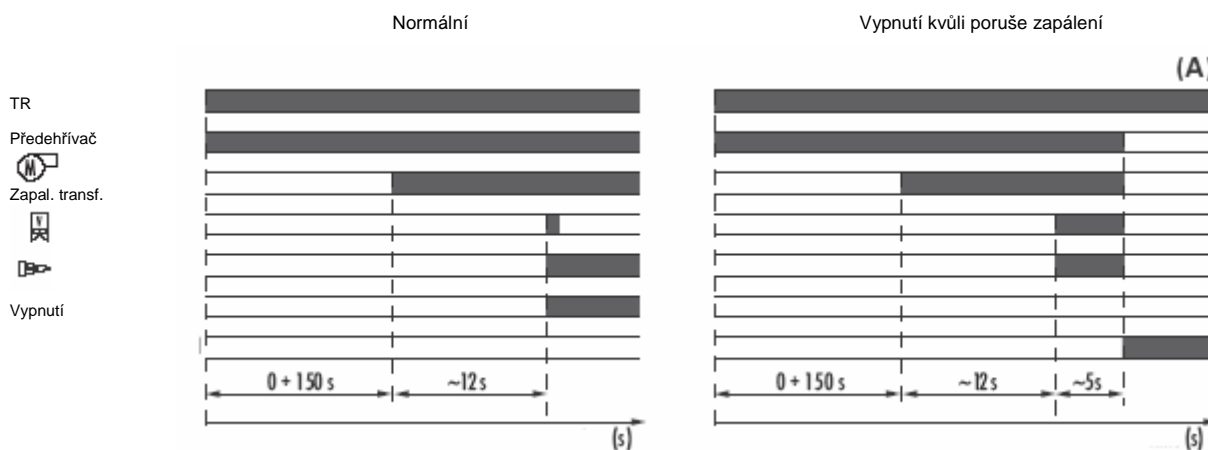 Normální
Vypnutí kvůli poruše zapálení
(A)
TR
Předehřívač
M
Zapal. transf.
V
Vypnutí
0 + 150 s
~12s
0 + 150 s
~12s
~5s
(s)
(s)